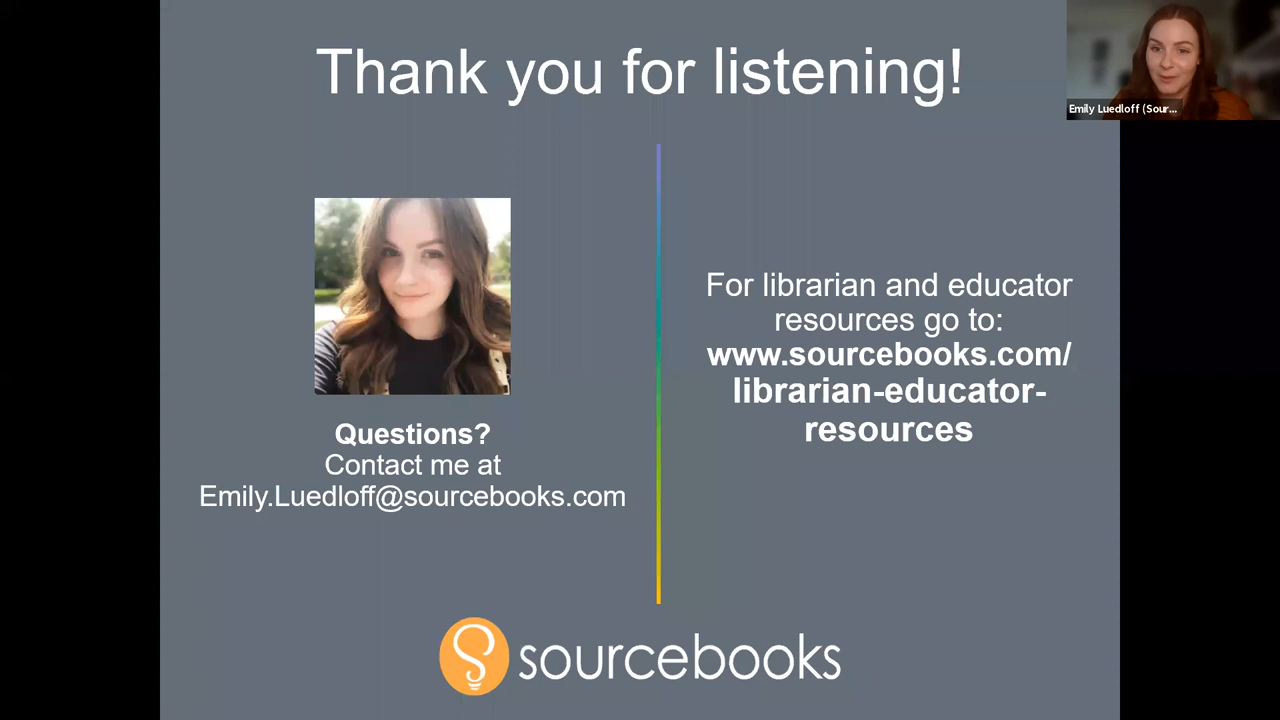 Thank you for listening!
Emily Luedloff (Sour...
Questions?
Contact me at
Emily.Luedloff@sourcebooks.com
For librarian and educator
resources go to:
www.sourcebooks.com/
librarian-educator-
resources
sourcebooks